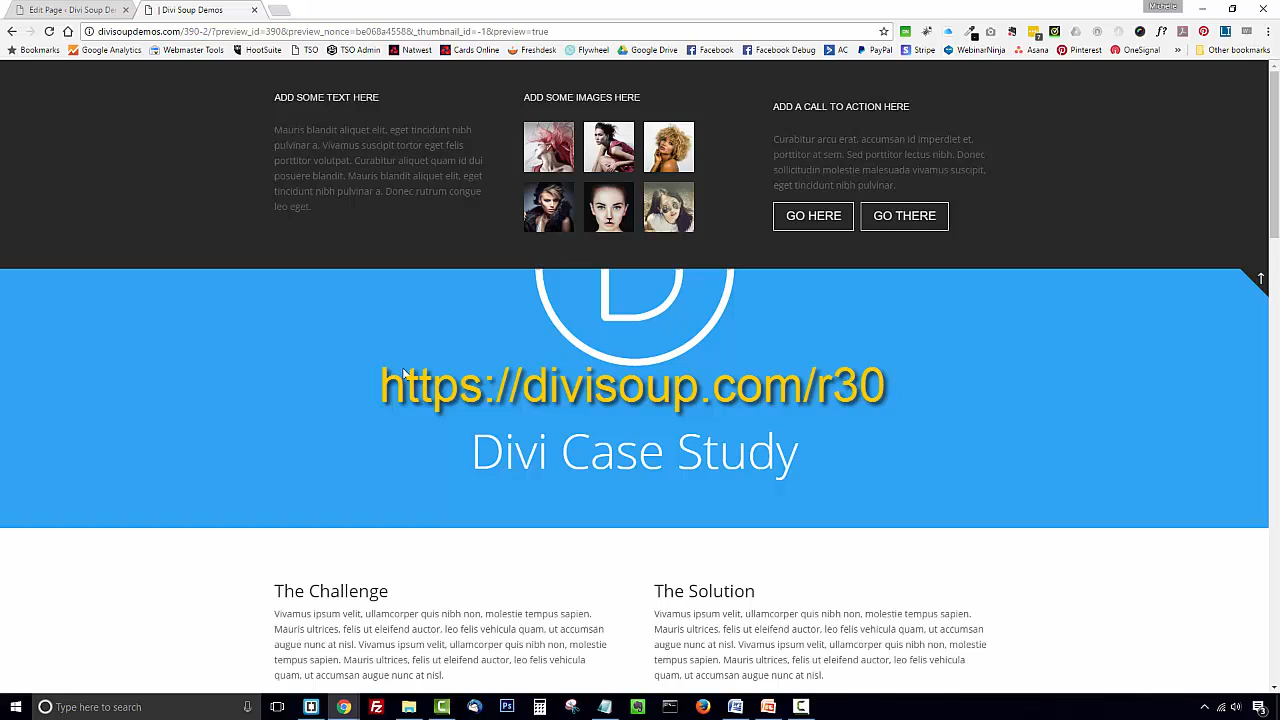 Edit Page ‹ Divi Soup De
| Divi Soup Demos
Michelle
divisoupdemos.com/390-2/?preview_id=390&preview_nonce=be068a4558&_thumbnail_id=-1&preview=true
Bookmarks
Google Analytics
Webmaster Tools
HootSuite
TSO
TSO Admin
Natwest
Cards Online
Freshdesk
Flywheel
Google Drive
Facebook
Facebook Debug
AC
PayPal
Stripe
WebinarNinja
Asana
Pinterest
OneSignal
»
Other bookmarks
ADD SOME TEXT HERE
Mauris blandit aliquet elit, eget tincidunt nibh
pulvinar a. Vivamus suscipit tortor eget felis
porttitor volutpat. Curabitur aliquet quam id dui
posuere blandit. Mauris blandit aliquet elit, eget
tincidunt nibh pulvinar a. Donec rutrum congue
leo eget.
ADD SOME IMAGES HERE
ADD A CALL TO ACTION HERE
Curabitur arcu erat, accumsan id imperdiet et,
porttitor at sem. Sed porttitor lectus nibh. Donec
sollicitudin molestie malesuada vivamus suscipit,
eget tincidunt nibh pulvinar.
GO HERE
GO THERE
https://divisoup.com/r30
Divi Case Study
The Challenge
Vivamus ipsum velit, ullamcorper quis nibh non, molestie tempus sapien.
Mauris ultrices, felis ut eleifend auctor, leo felis vehicula quam, ut accumsan
augue nunc at nisl. Vivamus ipsum velit, ullamcorper quis nibh non, molestie
tempus sapien. Mauris ultrices, felis ut eleifend auctor, leo felis vehicula
quam, ut accumsan augue nunc at nisl.
The Solution
Vivamus ipsum velit, ullamcorper quis nibh non, molestie tempus sapien.
Mauris ultrices, felis ut eleifend auctor, leo felis vehicula quam, ut accumsan
augue nunc at nisl. Vivamus ipsum velit, ullamcorper quis nibh non, molestie
tempus sapien. Mauris ultrices, felis ut eleifend auctor, leo felis vehicula
quam, ut accumsan augue nunc at nisl.
Type here to search